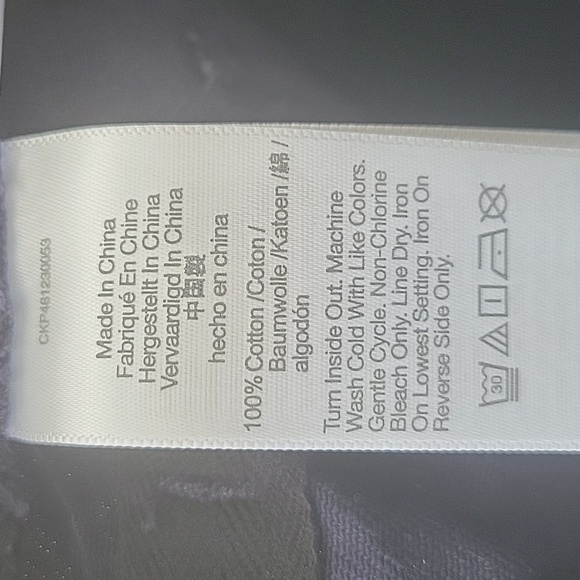 CKP481230053
Made In China
Fabriqué En Chine
Hergestellt In China
Vervaardigd In China
中国製
hecho en china
100% Cotton /Coton /
Baumwolle /Katoen /綿 /
algodón
Turn Inside Out. Machine
Wash Cold With Like Colors.
Gentle Cycle. Non-Chlorine
Bleach Only. Line Dry. Iron
On Lowest Setting. Iron On
Reverse Side Only.
30